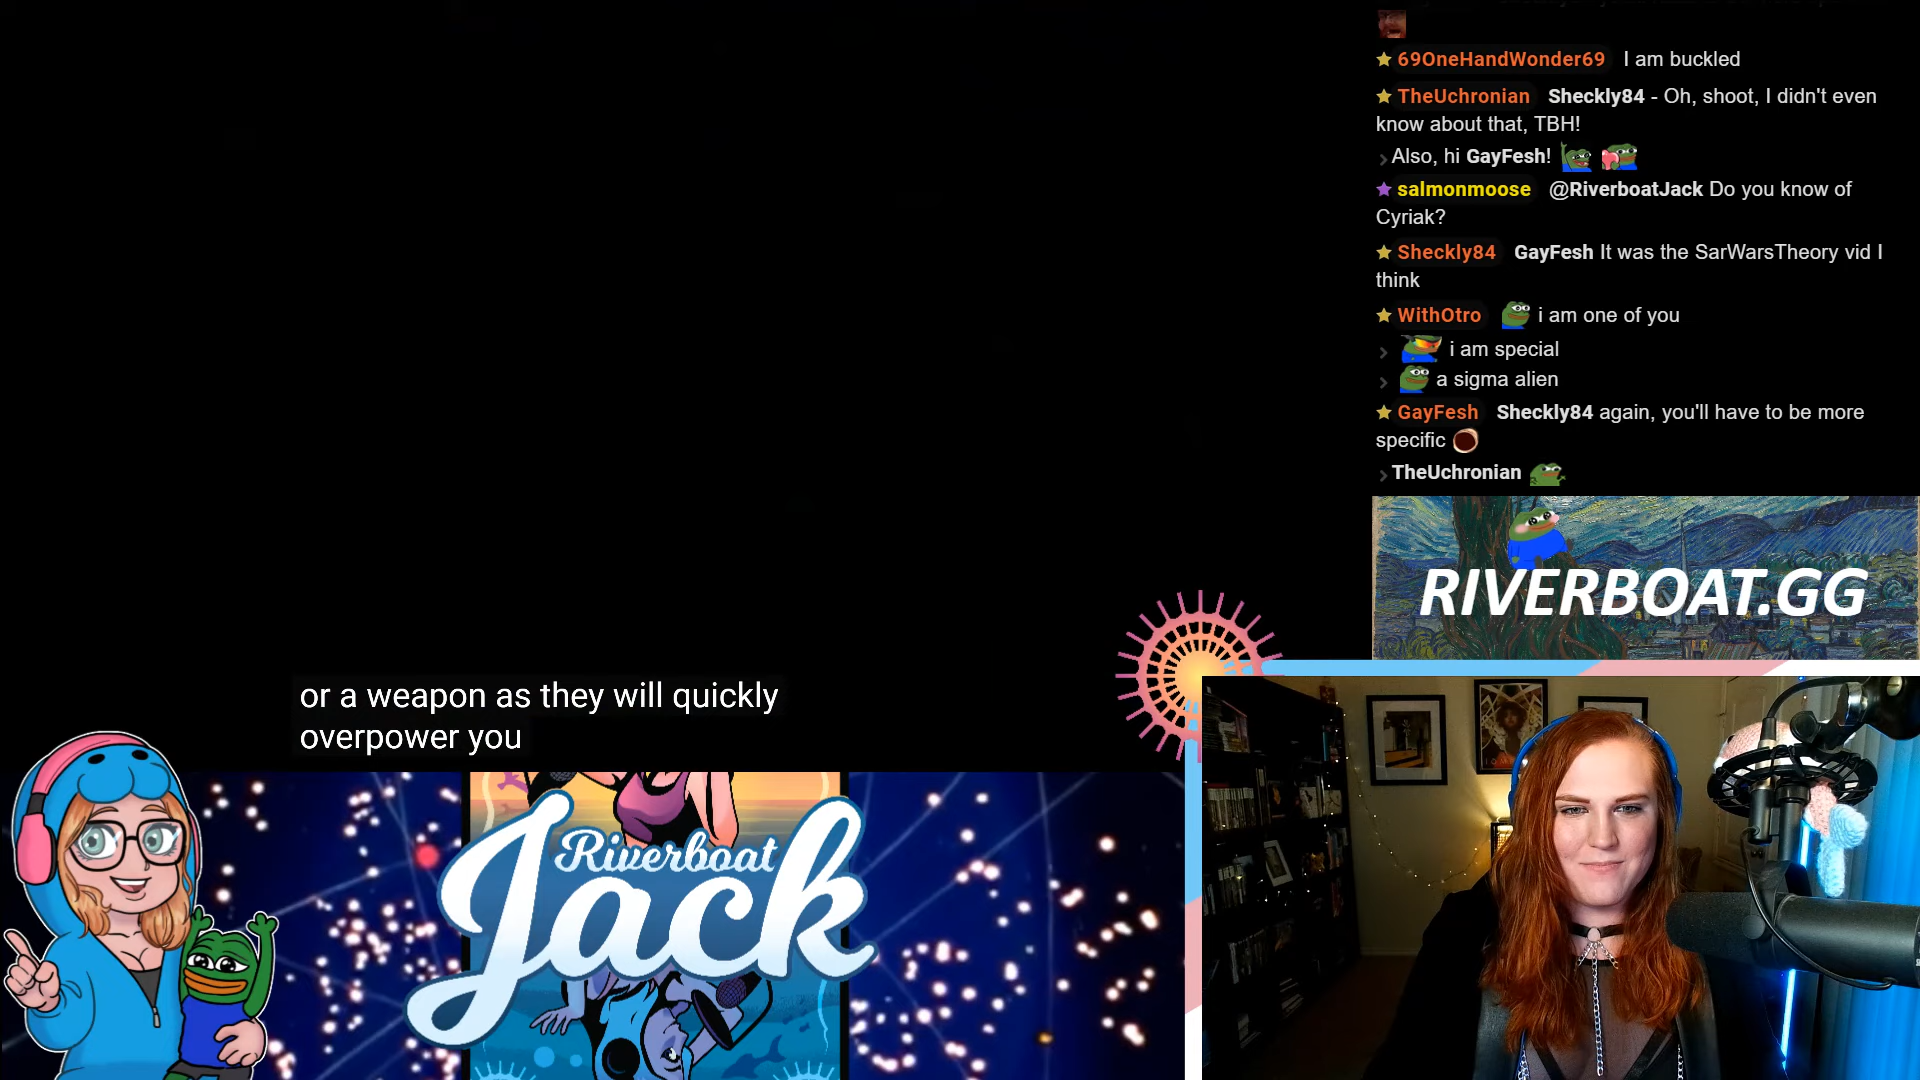 69OneHandWonder69 I am buckled
TheUchronian Sheckly84 - Oh, shoot, I didn't even
know about that, TBH!
Also, hi GayFesh!
salmonmoose @RiverboatJack Do you know of
Cyriak?
Sheckly84 GayFesh It was the SarWarsTheory vid I
think
WithOtro i am one of you
i am special
a sigma alien
GayFesh Sheckly84 again, you'll have to be more
specific
TheUchronian
RIVERBOAT.GG
or a weapon as they will quickly
overpower you
Riverboat
Jack